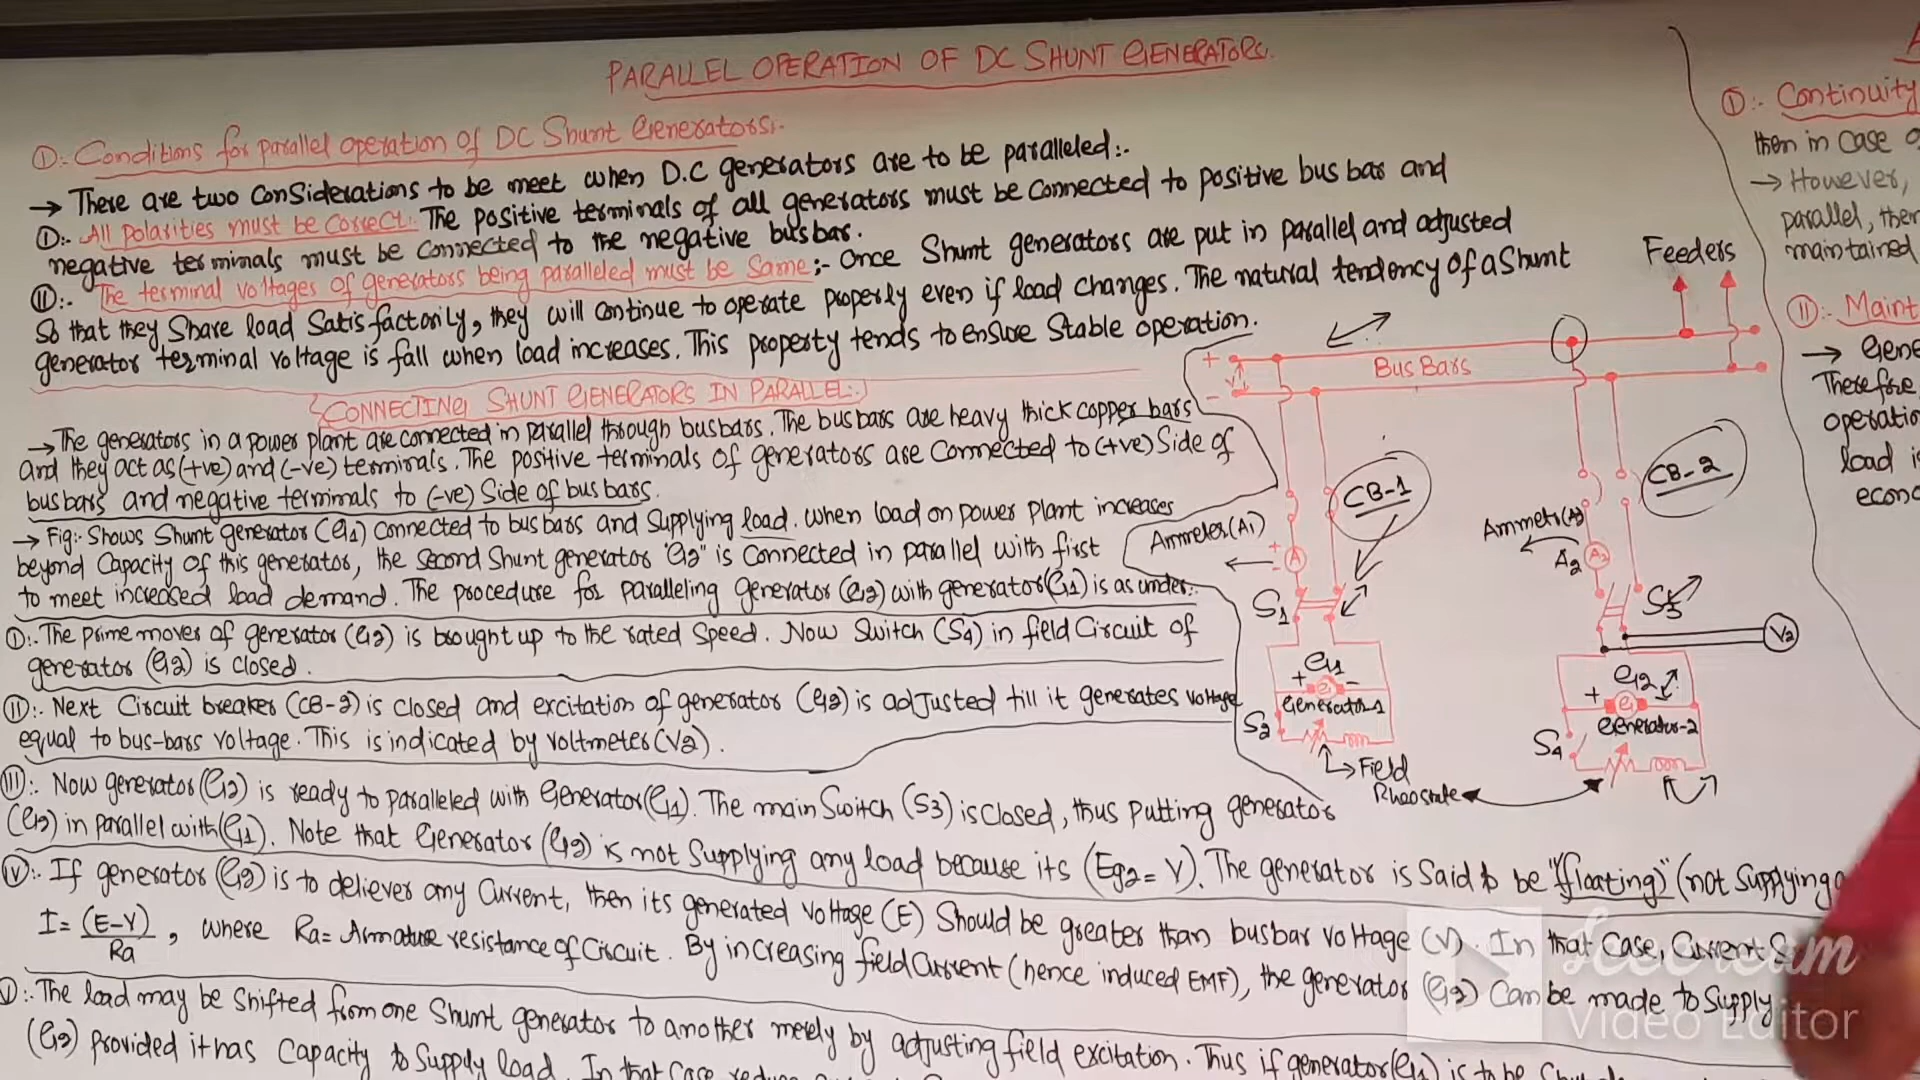 PARALLEL OPERATION OF DC SHUNT GENERATORS.
I:- Conditions for parallel operation of DC Shunt Generators:-
→ There are two Considerations to be meet when D.C generators are to be paralleled:-
I:- All polarities must be Correct:- The positive terminals of all generators must be Connected to positive bus bar and
negative terminals must be Connected to the negative busbar.
II:- The terminal voltages of generators being paralleled must be Same:- Once Shunt generators are put in parallel and adjusted
So that they Share load Satisfactorily, they will Continue to operate properly even if load changes. The natural tendency of a Shunt
generator terminal voltage is fall when load increases. This property tends to ensure Stable operation.
CONNECTING SHUNT GENERATORS IN PARALLEL:-
→ The generators in a power plant are connected in parallel through busbars. The busbars are heavy thick copper bars
and they act as (+ve) and (-ve) terminals. The positive terminals of generators are Connected to (+ve) Side of
busbars and negative terminals to (-ve) Side of busbars.
→ Fig:- Shows Shunt generator (G1) Connected to busbars and Supplying load. When load on power plant increases
beyond Capacity of this generator, the Second Shunt generator "G2" is Connected in parallel with first
to meet increased load demand. The procedure for paralleling generator (G2) with generator (G1) is as under:-
I:- The prime mover of generator (G2) is brought up to the rated Speed. Now Switch (S4) in field Circuit of
generator (G2) is closed.
II:- Next Circuit breaker (CB-2) is closed and excitation of generator (G2) is adjusted till it generates voltage
equal to bus-bars voltage. This is indicated by voltmeter (V2).
III:- Now generator (G2) is ready to paralleled with Generator (G1). The main Switch (S3) is Closed, thus putting generator
(G2) in parallel with (G1). Note that Generator (G2) is not Supplying any load because its (Eg2 = V). The generator is Said to be "(floating)" (not Supplying
IV:- If generator (G2) is to deliever any Current, then its generated voltage (E) Should be greater than busbar voltage (V). In that Case, Current
I = (E-V)
Ra
, where Ra = Armature resistance of Circuit. By increasing field Current (hence induced EMF), the generator (G2) Can be made to Supply
V:- The load may be Shifted from one Shunt generator to another merely by adjusting field excitation. Thus if generator (G1) is to be
(G2) provided it has Capacity to Supply load. In that Case
Feeders
+
-
V
Bus Bars
CB-1
CB-2
Ammeter (A1)
+
-
A
Ammetr (A)
A2
A2
S1
S3
V2
G1
+
-
G
Generator-1
S2
Field
Rheostate
G2
+
G
Generator-2
S4
I:- Continuity
then in Case
→ However,
parallel,
maintained
II:- Maint
→ Gene
Therefore
operatio
load
econo
Icecream
Video Editor